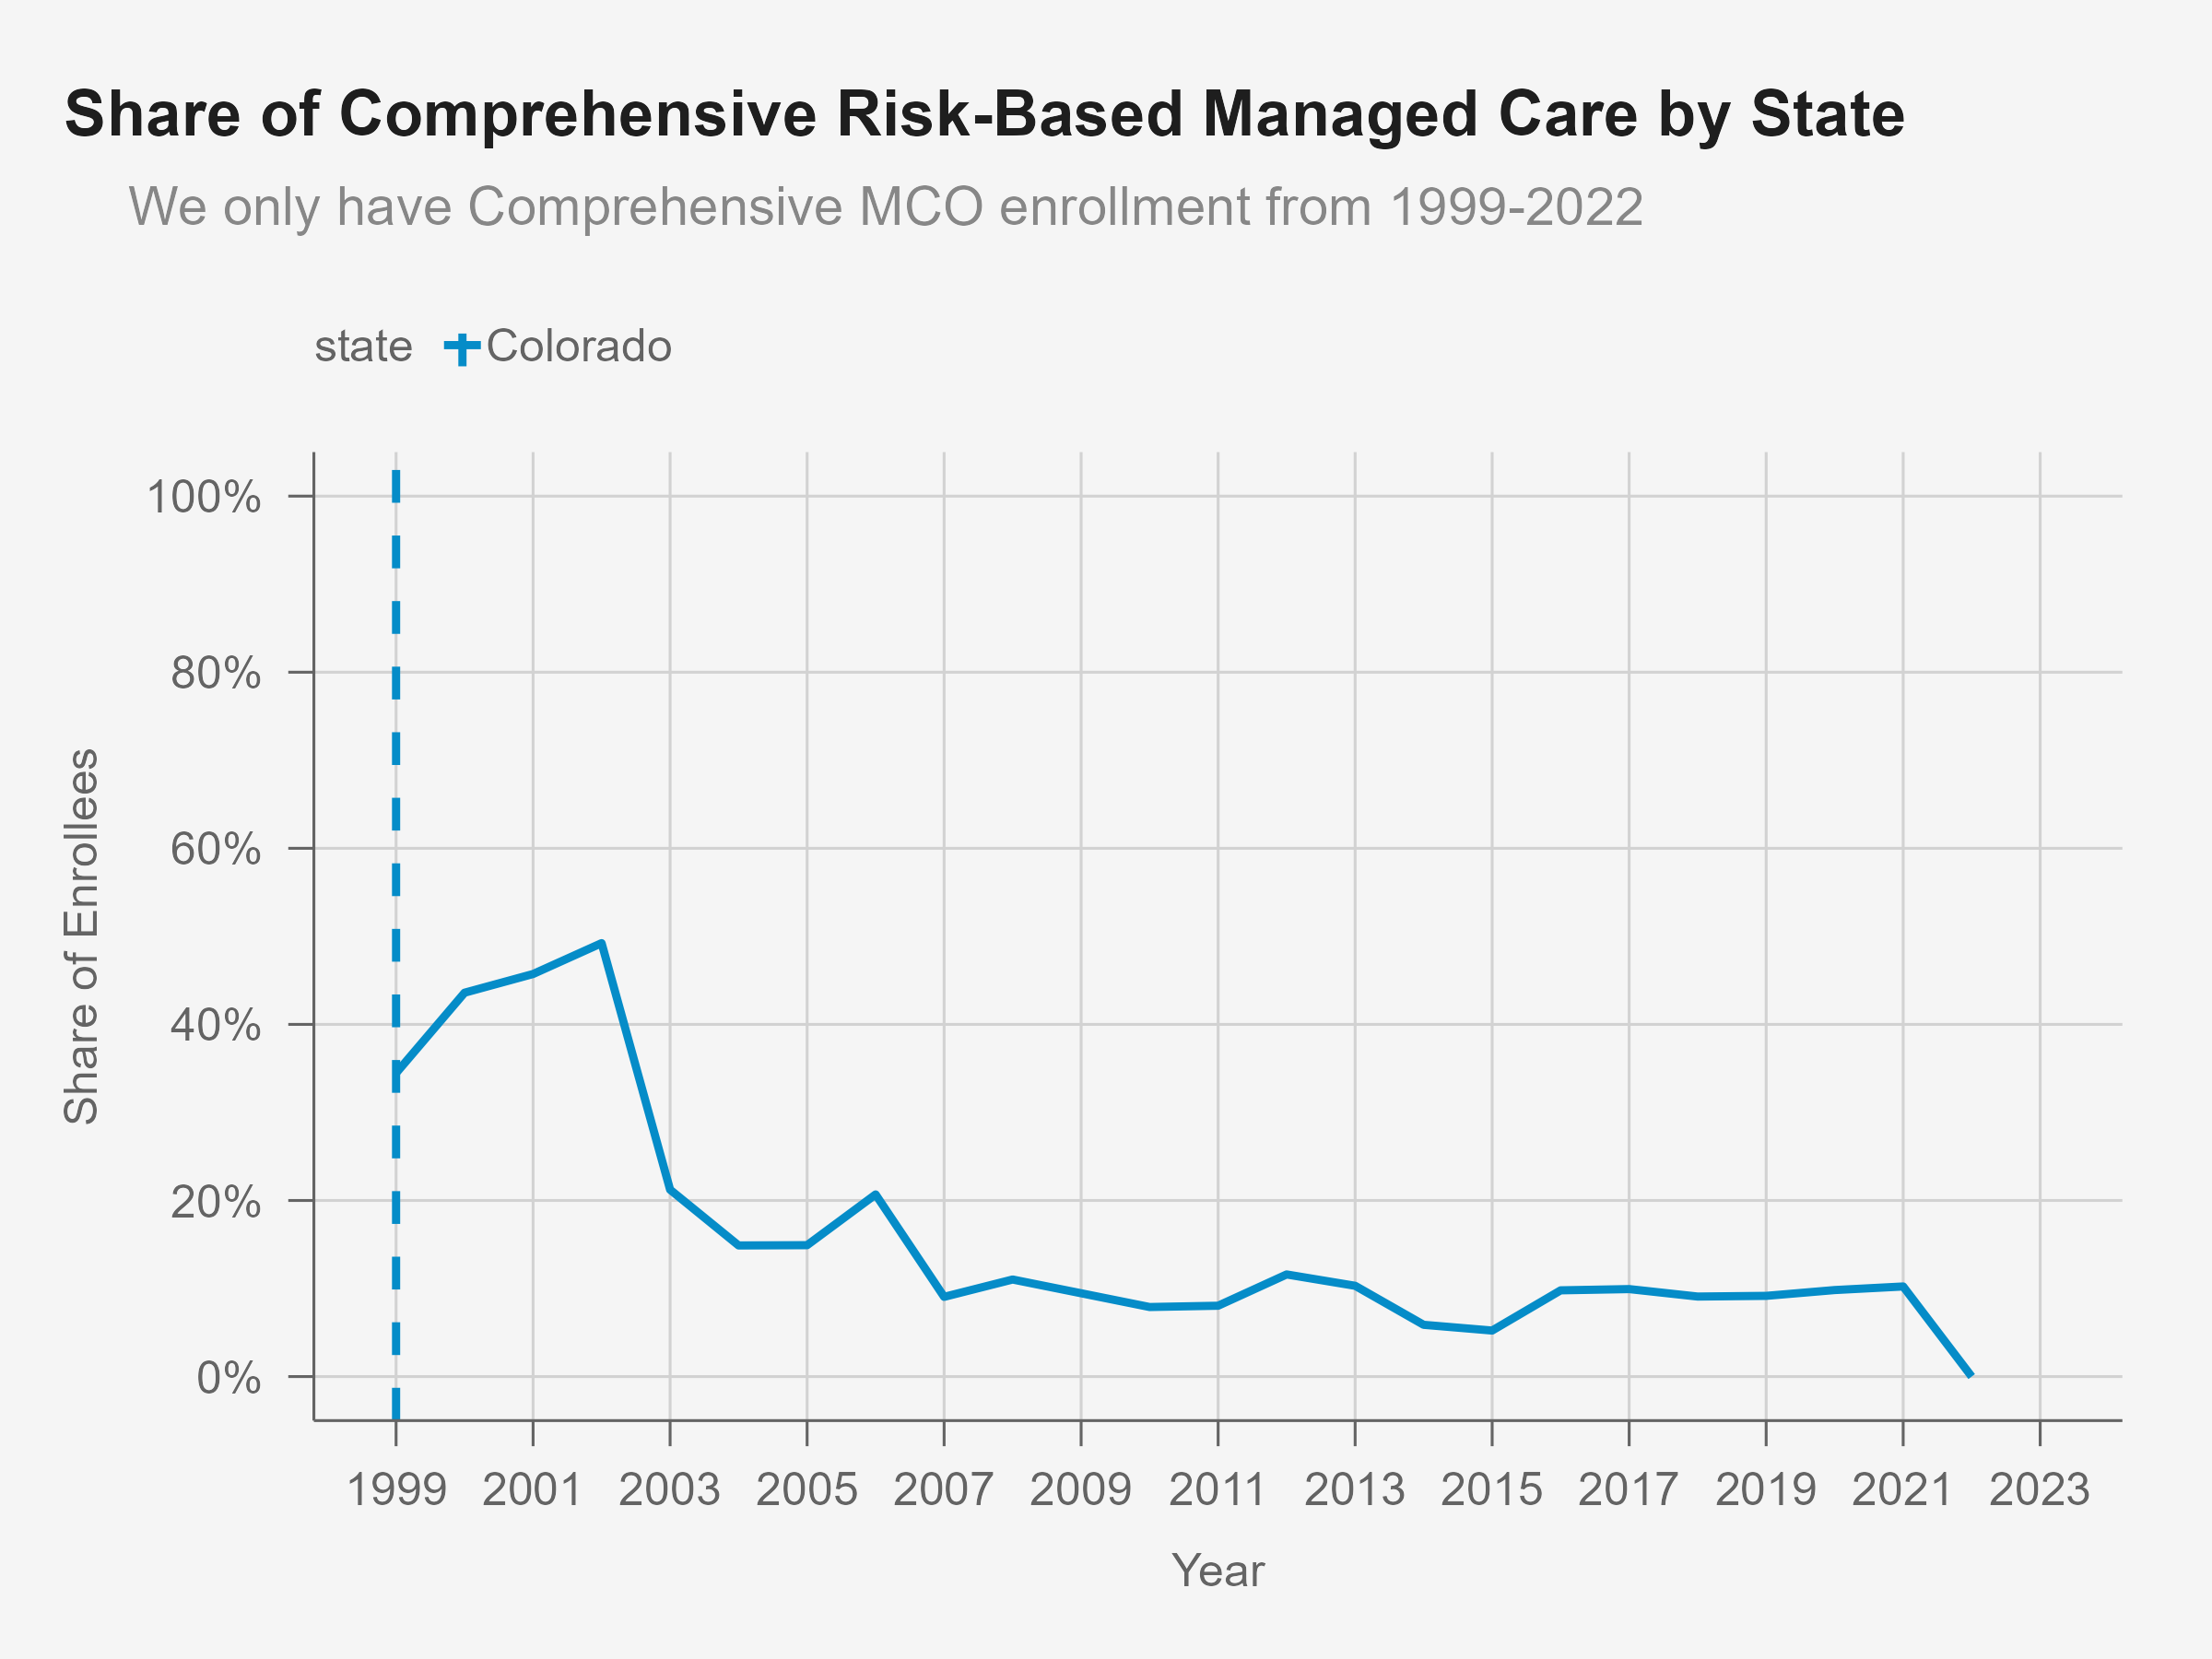 Share of Comprehensive Risk-Based Managed Care by State
We only have Comprehensive MCO enrollment from 1999-2022
state Colorado
100%
80%
60%
40%
20%
0%
Share of Enrollees
1999 2001 2003 2005 2007 2009 2011 2013 2015 2017 2019 2021 2023
Year